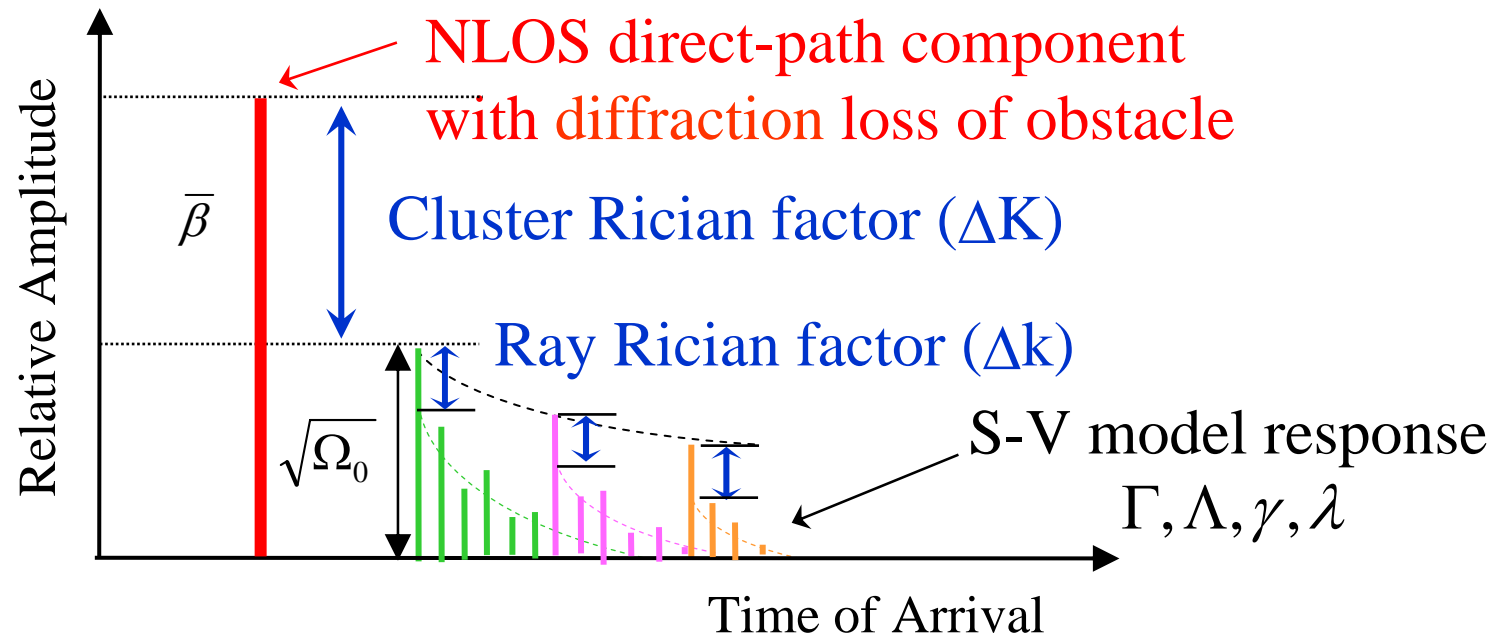 NLOS direct-path component
with diffraction loss of obstacle
Relative Amplitude
β̅
Cluster Rician factor (ΔK)
Ray Rician factor (Δk)
√Ω₀
S-V model response
Γ, Λ, γ, λ
Time of Arrival